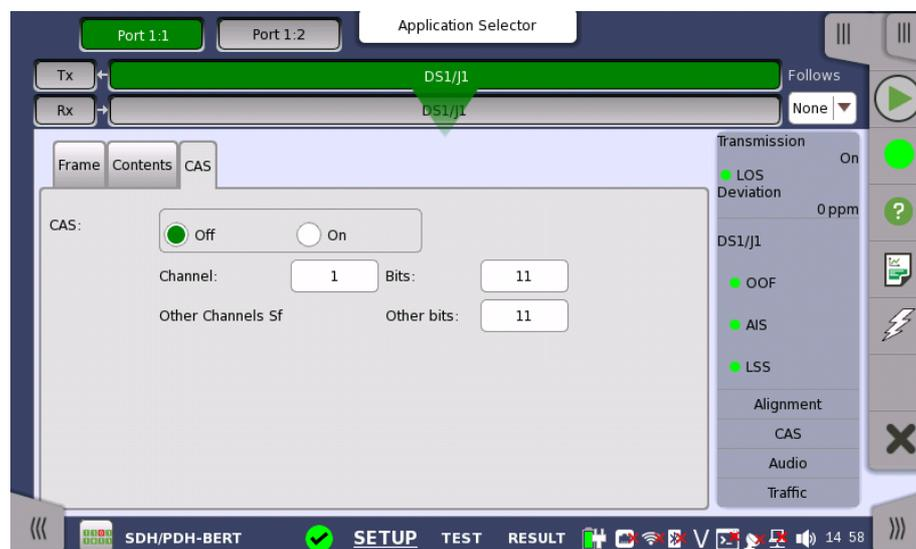 Port 1:1 Port 1:2 Application Selector
Tx DS1/J1 Follows
Rx DS1/J1 None
Frame Contents CAS
Transmission
On
LOS
Deviation
0 ppm
CAS: Off On
Channel: 1 Bits: 11
Other Channels Sf Other bits: 11
DS1/J1
OOF
AIS
LSS
Alignment
CAS
Audio
Traffic
SDH/PDH-BERT SETUP TEST RESULT 14 58